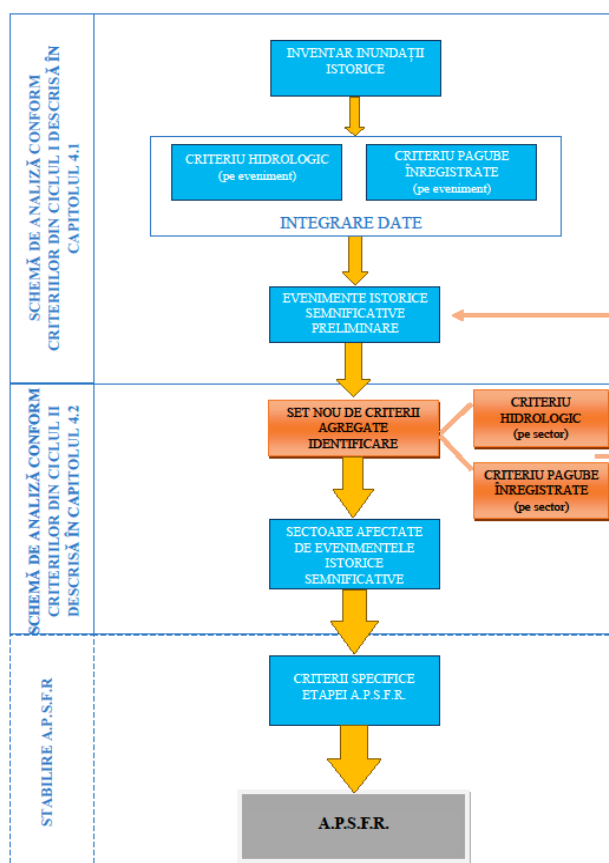 SCHEMĂ DE ANALIZĂ CONFORM
CRITERIILOR DIN CICLUL I DESCRISĂ ÎN
CAPITOLUL 4.1
INVENTAR INUNDAȚII
ISTORICE
CRITERIU HIDROLOGIC
(pe eveniment)
CRITERIU PAGUBE
ÎNREGISTRATE
(pe eveniment)
INTEGRARE DATE
EVENIMENTE ISTORICE
SEMNIFICATIVE
PRELIMINARE
SCHEMĂ DE ANALIZĂ CONFORM
CRITERIILOR DIN CICLUL II
DESCRISĂ ÎN CAPITOLUL 4.2
SET NOU DE CRITERII
AGREGATE
IDENTIFICARE
CRITERIU
HIDROLOGIC
(pe sector)
CRITERIU PAGUBE
ÎNREGISTRATE
(pe sector)
SECTOARE AFECTATE
DE EVENIMENTELE
ISTORICE
SEMNIFICATIVE
STABILIRE A.P.S.F.R
CRITERII SPECIFICE
ETAPEI A.P.S.F.R.
A.P.S.F.R.